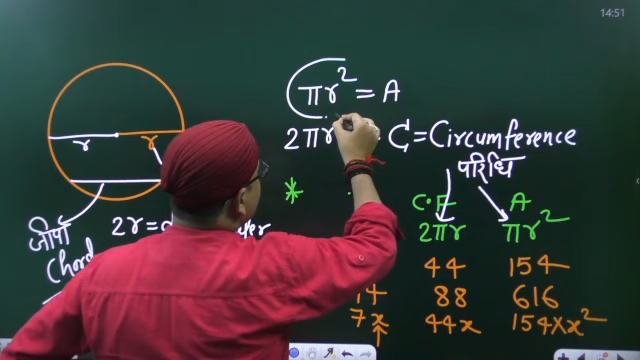 14:51
πr² = A
2πr = C = Circumference
परिधि
r r
जीवा
Chord
2r =
*
C.F A
2πr πr²
44 154
14 88 616
7x 44x 154×x²